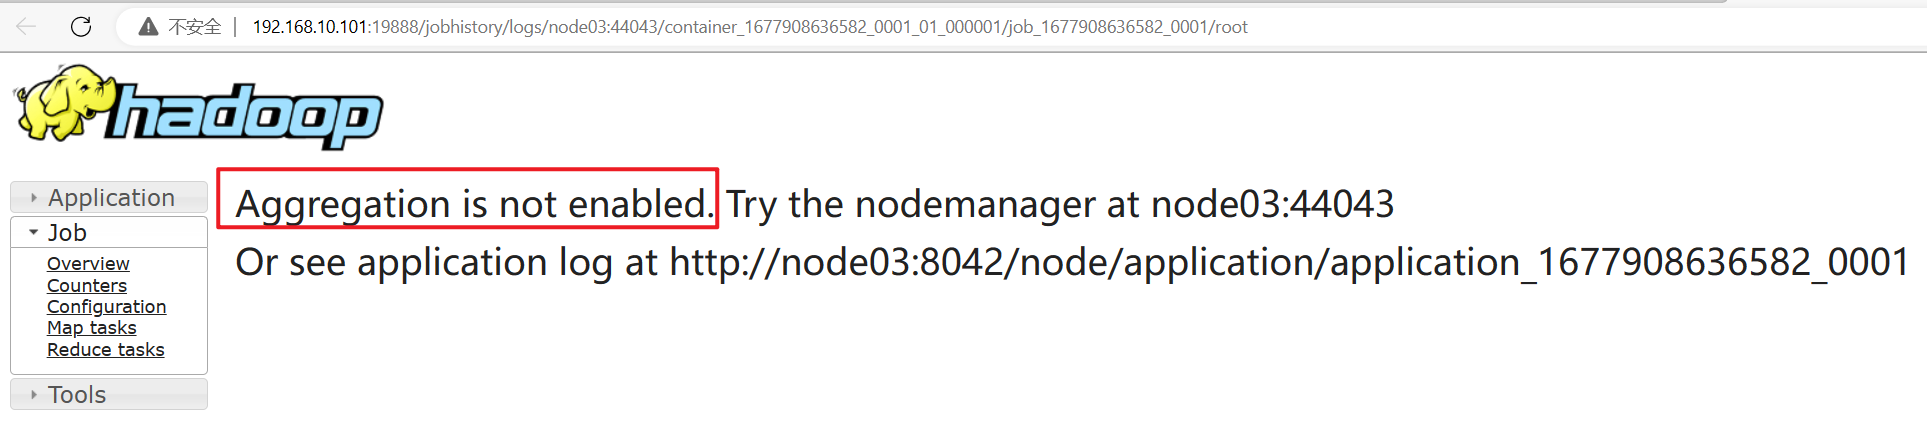 不安全 | 192.168.10.101:19888/jobhistory/logs/node03:44043/container_1677908636582_0001_01_000001/job_1677908636582_0001/root
hadoop
Application
Job
Overview
Counters
Configuration
Map tasks
Reduce tasks
Tools
Aggregation is not enabled. Try the nodemanager at node03:44043
Or see application log at http://node03:8042/node/application/application_1677908636582_0001